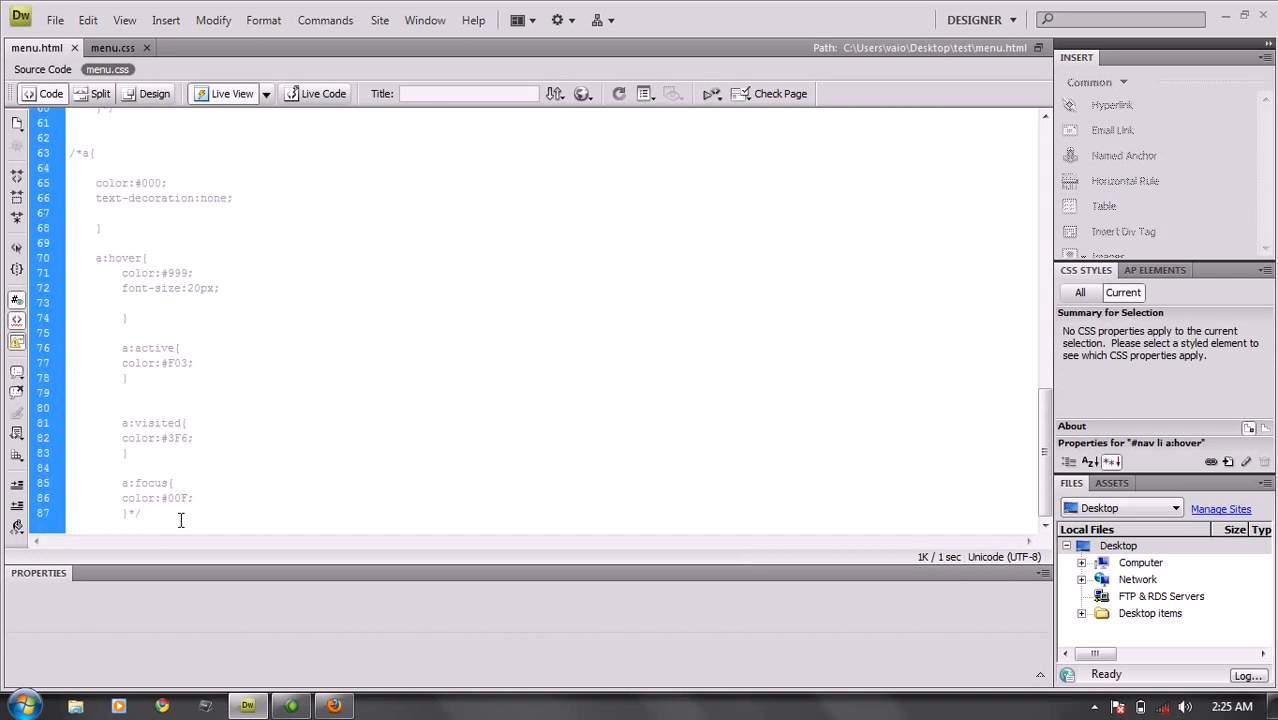 Dw File Edit View Insert Modify Format Commands Site Window Help DESIGNER
menu.html menu.css Path: C:\Users\vaio\Desktop\test\menu.html
Source Code menu.css
Code Split Design Live View Live Code Title: Check Page
61
62
63 /*a{
64
65 color:#000;
66 text-decoration:none;
67
68 }
69
70 a:hover{
71 color:#999;
72 font-size:20px;
73
74 }
75
76 a:active{
77 color:#F03;
78 }
79
80
81 a:visited{
82 color:#3F6;
83 }
84
85 a:focus{
86 color:#00F;
87 }*/
1K / 1 sec Unicode (UTF-8)
PROPERTIES
INSERT
Common
Hyperlink
Email Link
Named Anchor
Horizontal Rule
Table
Insert Div Tag
Images
CSS STYLES AP ELEMENTS
All Current
Summary for Selection
No CSS properties apply to the current
selection. Please select a styled element
to see which CSS properties apply.
About
Properties for "#nav li a:hover"
FILES ASSETS
Desktop Manage Sites
Local Files Size Typ
Desktop
Computer
Network
FTP & RDS Servers
Desktop items
Ready Log...
Dw 2:25 AM